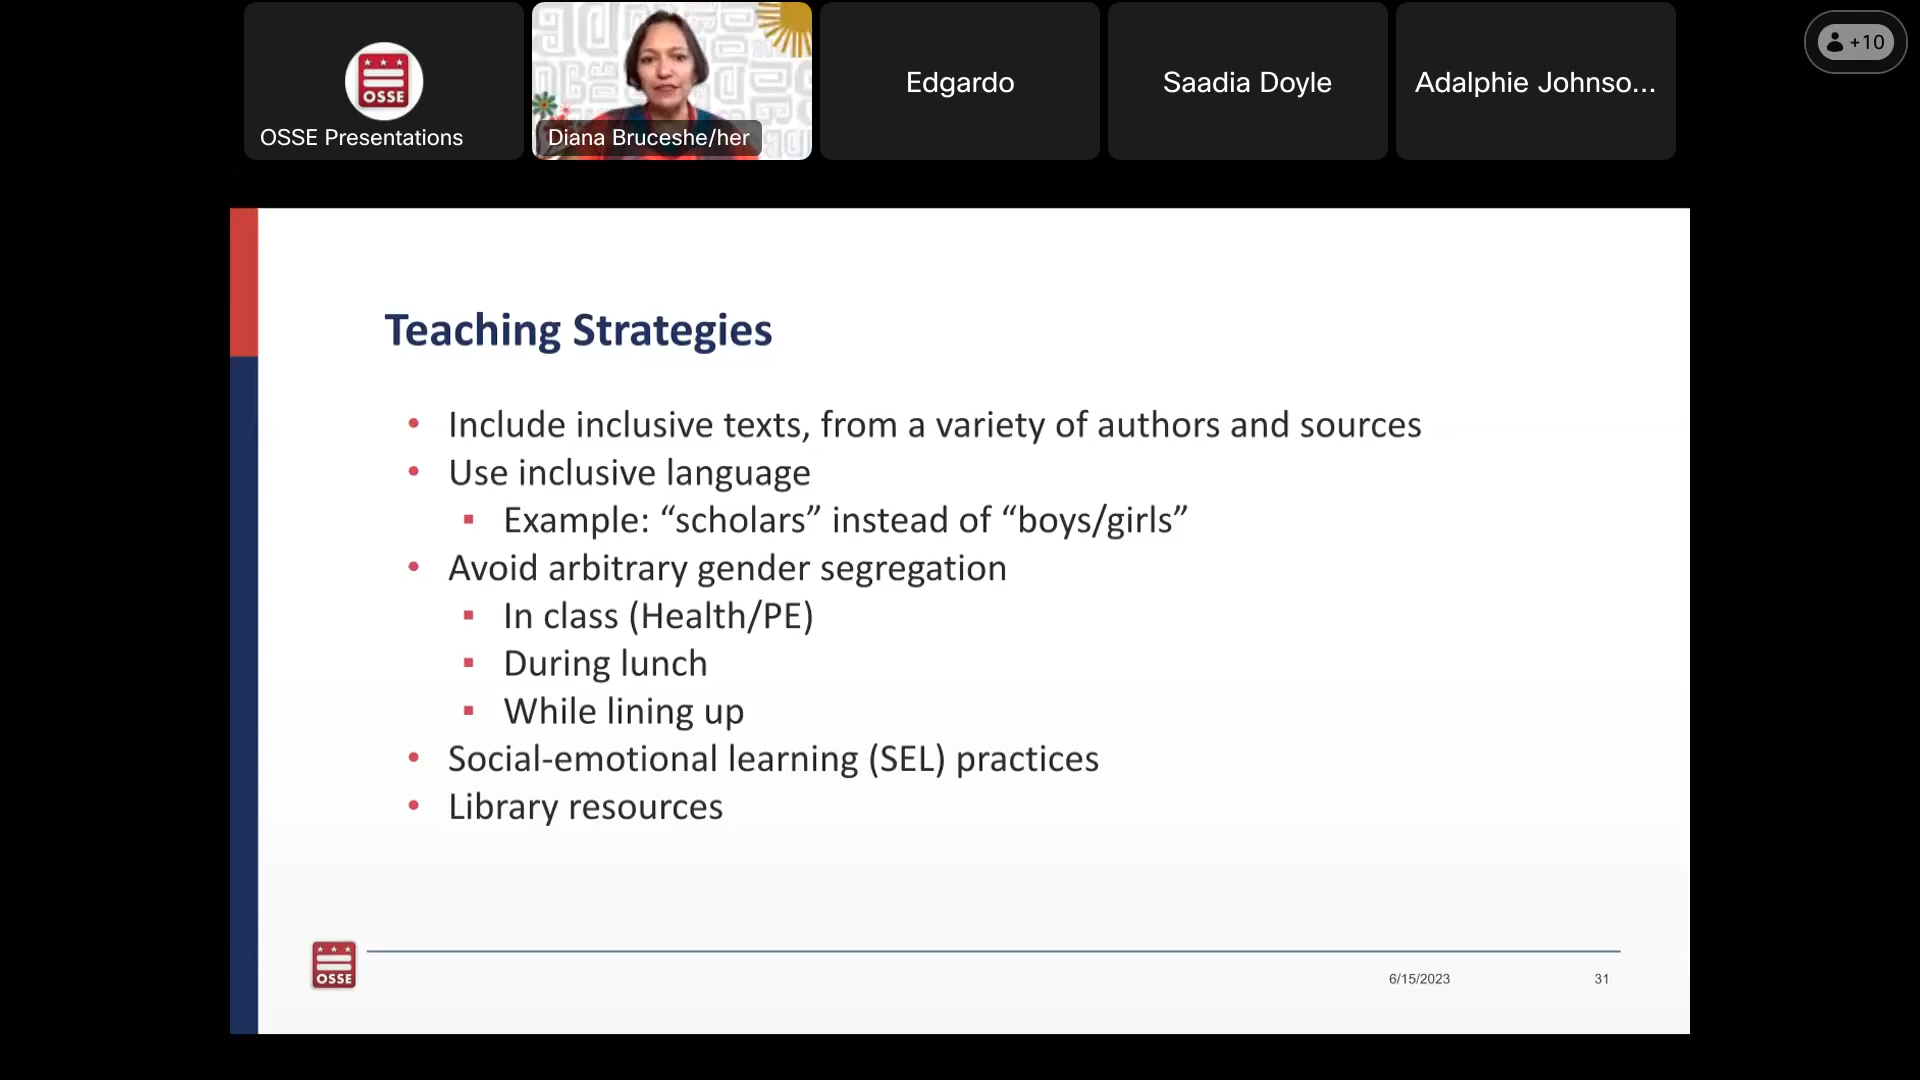 OSSE
OSSE Presentations
Diana Bruceshe/her
Edgardo
Saadia Doyle
Adalphie Johnso...
+10
Teaching Strategies
• Include inclusive texts, from a variety of authors and sources
• Use inclusive language
▪ Example: “scholars” instead of “boys/girls”
• Avoid arbitrary gender segregation
▪ In class (Health/PE)
▪ During lunch
▪ While lining up
• Social-emotional learning (SEL) practices
• Library resources
OSSE
6/15/2023
31